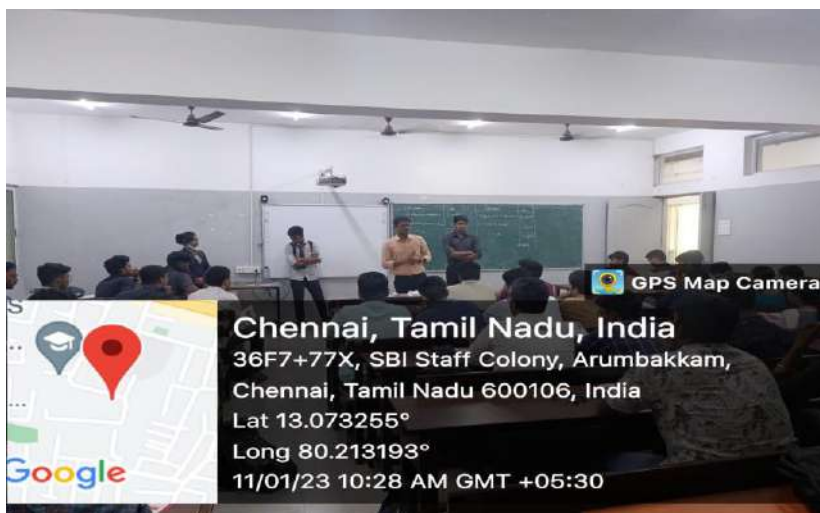 GPS Map Camera
Chennai, Tamil Nadu, India
36F7+77X, SBI Staff Colony, Arumbakkam,
Chennai, Tamil Nadu 600106, India
Lat 13.073255°
Long 80.213193°
11/01/23 10:28 AM GMT +05:30
Google